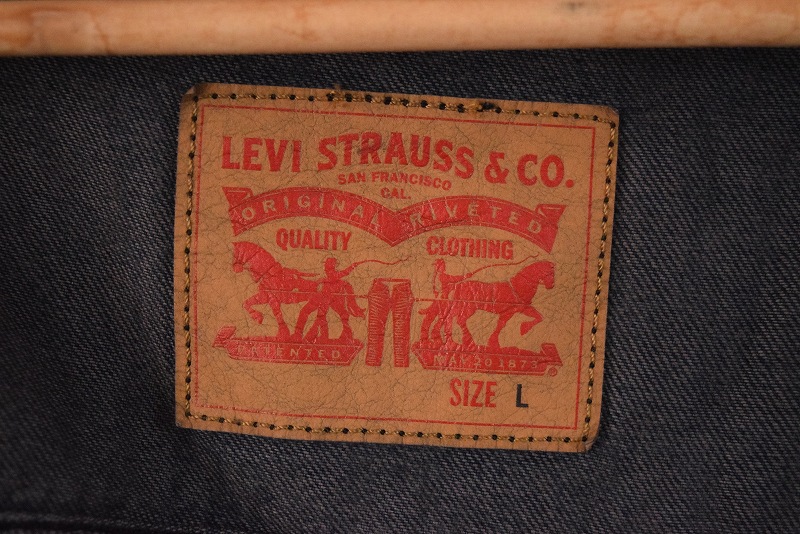 LEVI STRAUSS & CO.
SAN FRANCISCO
CAL.
ORIGINAL RIVETED
QUALITY CLOTHING
PATENTED MAY 20 1873
SIZE L